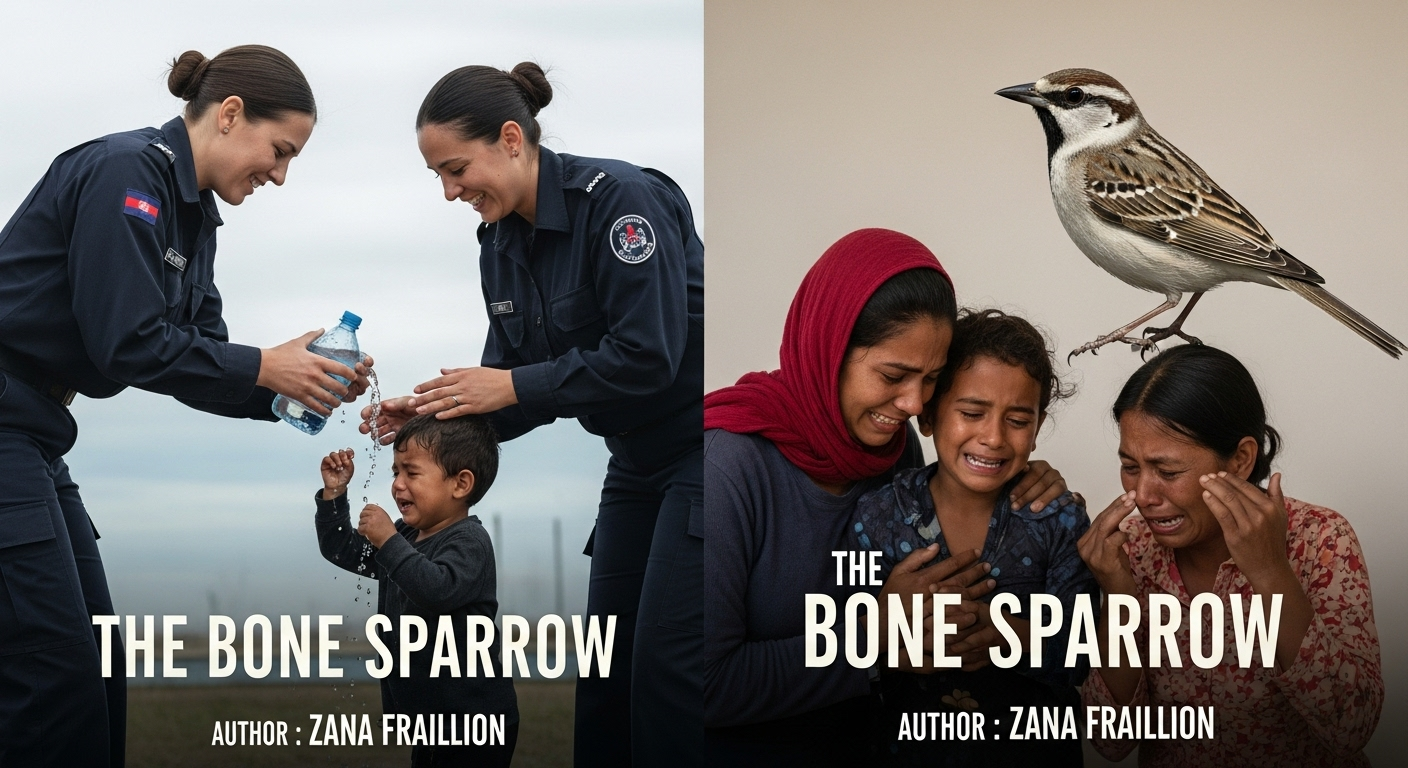 THE BONE SPARROW
AUTHOR : ZANA FRAILLION
THE
BONE SPARROW
AUTHOR : ZANA FRAILLION